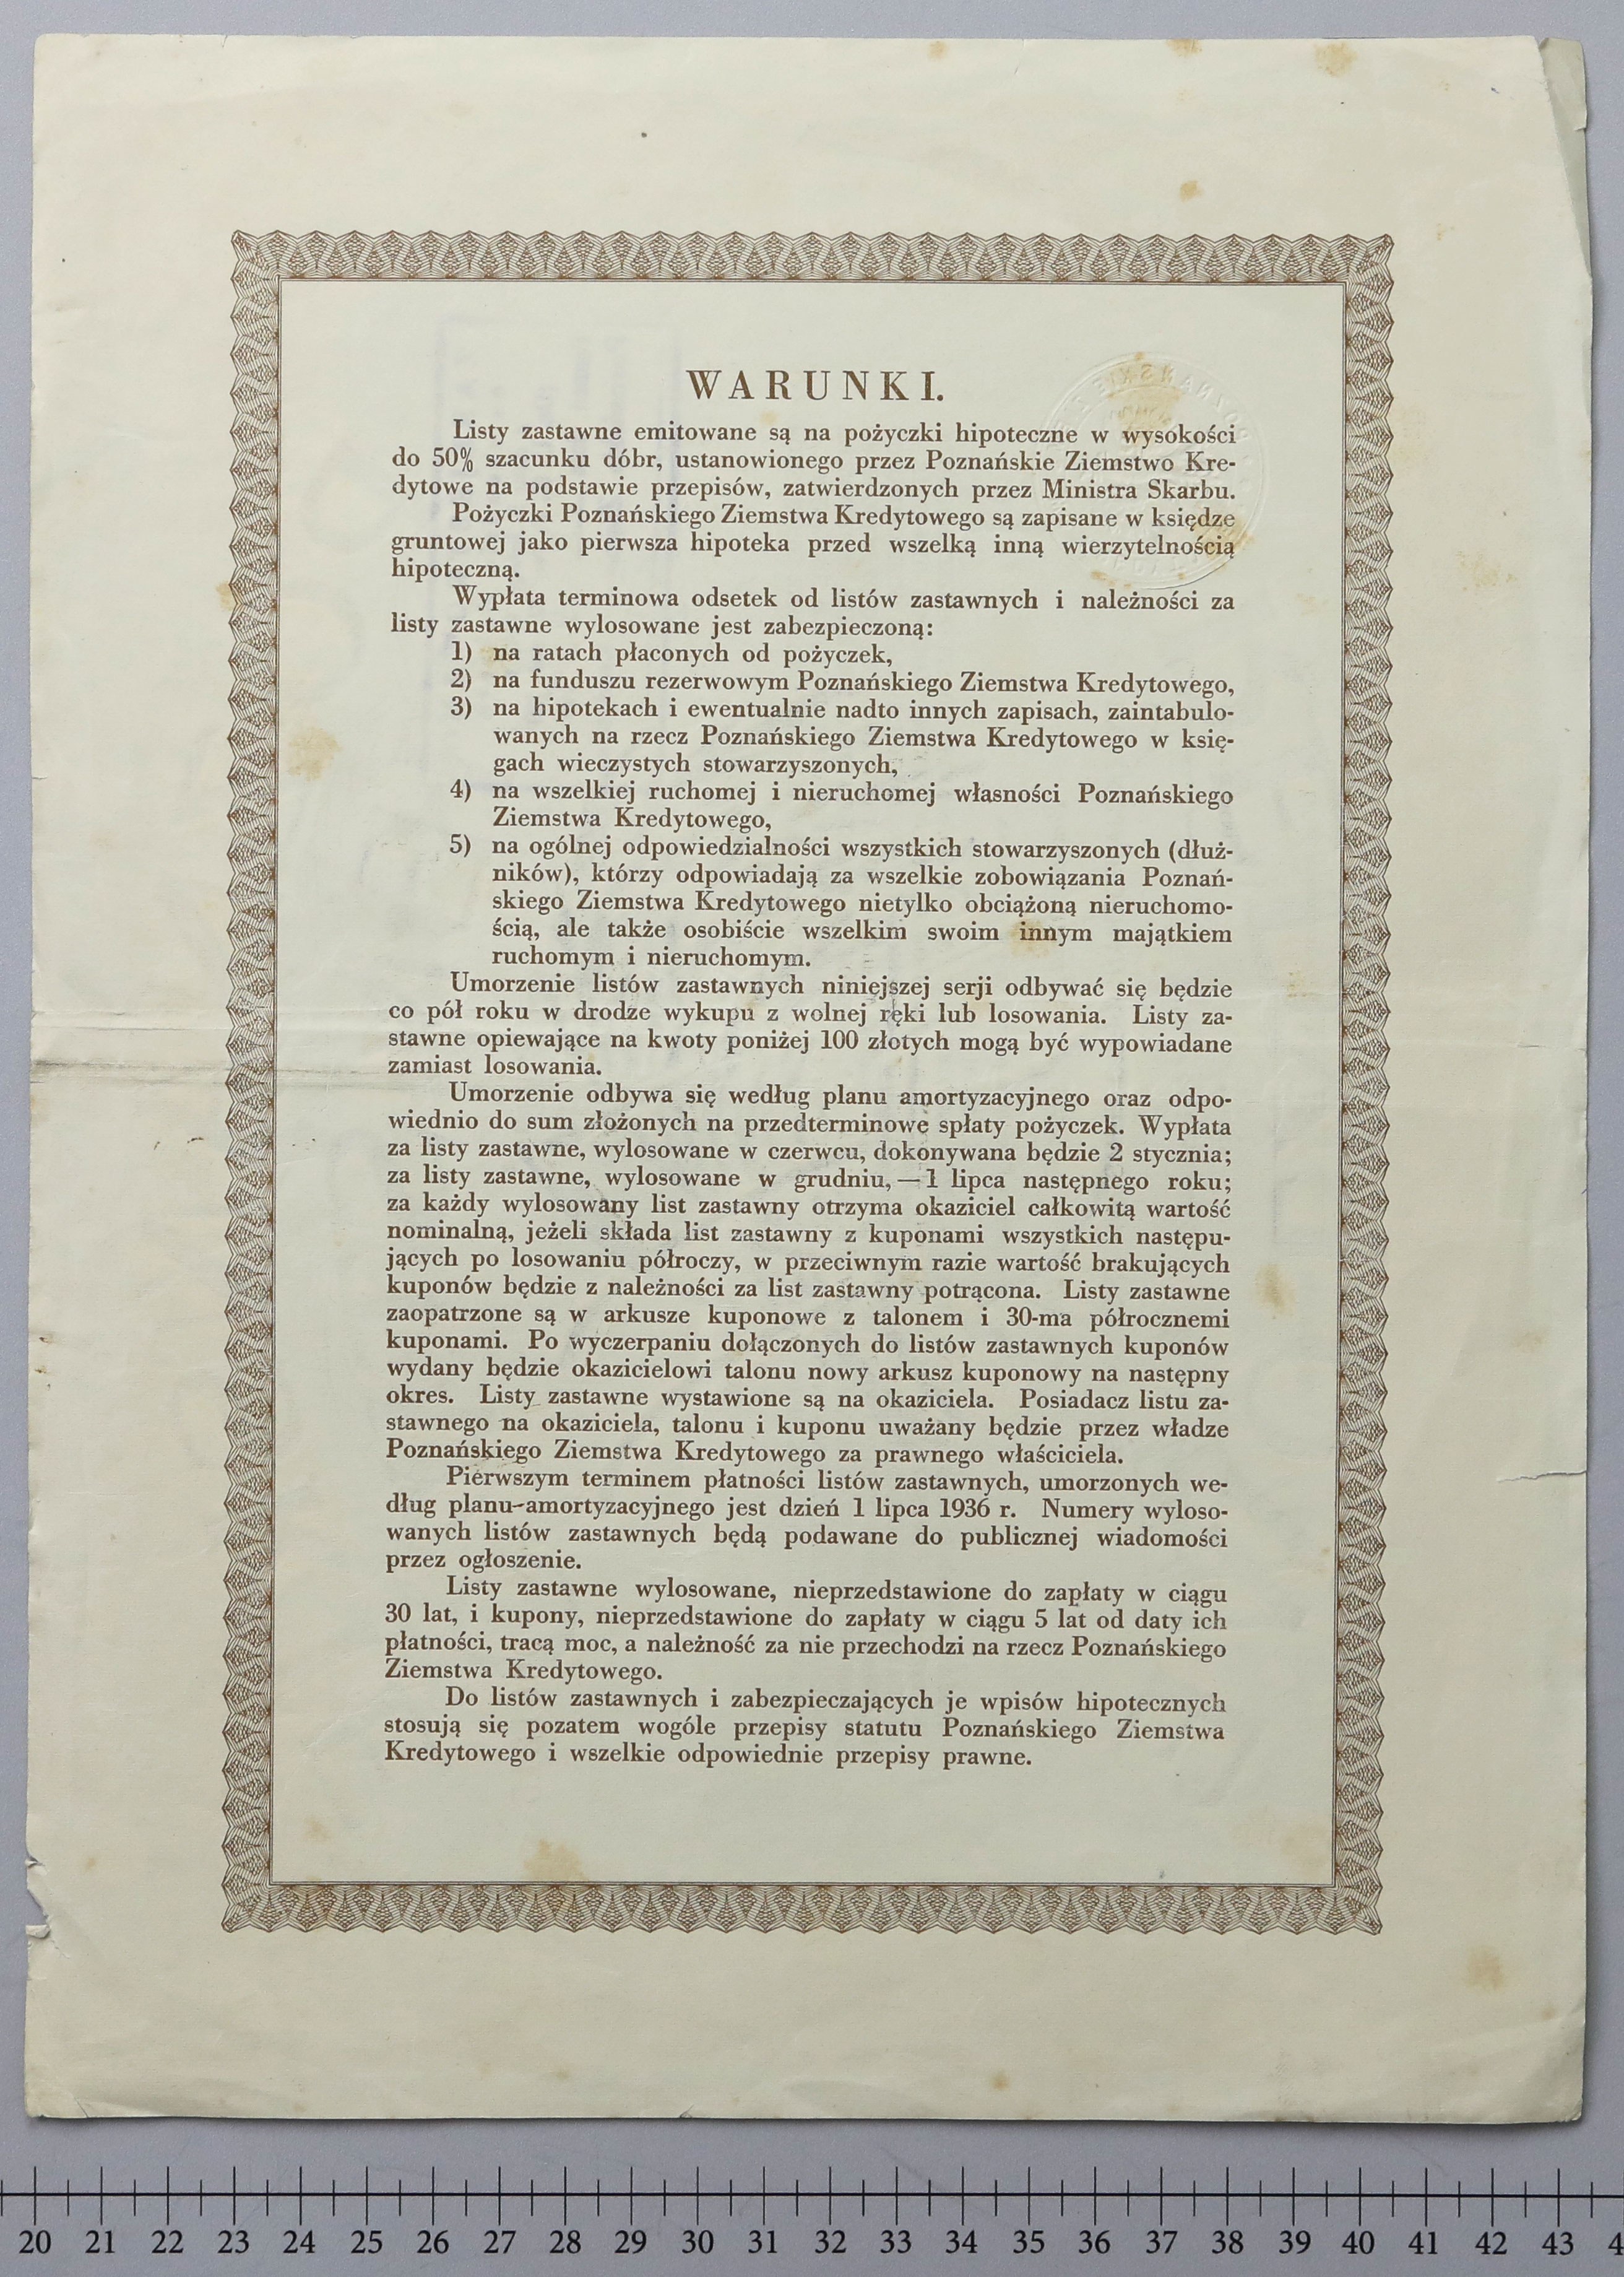 WARUNKI.
Listy zastawne emitowane są na pożyczki hipoteczne w wysokości
do 50% szacunku dóbr, ustanowionego przez Poznańskie Ziemstwo Kre-
dytowe na podstawie przepisów, zatwierdzonych przez Ministra Skarbu.
Pożyczki Poznańskiego Ziemstwa Kredytowego są zapisane w księdze
gruntowej jako pierwsza hipoteka przed wszelką inną wierzytelnością
hipoteczną.
Wypłata terminowa odsetek od listów zastawnych i należności za
listy zastawne wylosowane jest zabezpieczoną:
1) na ratach płaconych od pożyczek,
2) na funduszu rezerwowym Poznańskiego Ziemstwa Kredytowego,
3) na hipotekach i ewentualnie nadto innych zapisach, zaintabulo-
wanych na rzecz Poznańskiego Ziemstwa Kredytowego w księ-
gach wieczystych stowarzyszonych,
4) na wszelkiej ruchomej i nieruchomej własności Poznańskiego
Ziemstwa Kredytowego,
5) na ogólnej odpowiedzialności wszystkich stowarzyszonych (dłuż-
ników), którzy odpowiadają za wszelkie zobowiązania Poznań-
skiego Ziemstwa Kredytowego nietylko obciążoną nieruchomo-
ścią, ale także osobiście wszelkim swoim innym majątkiem
ruchomym i nieruchomym.
Umorzenie listów zastawnych niniejszej serji odbywać się będzie
co pół roku w drodze wykupu z wolnej ręki lub losowania. Listy za-
stawne opiewające na kwoty poniżej 100 złotych mogą być wypowiadane
zamiast losowania.
Umorzenie odbywa się według planu amortyzacyjnego oraz odpo-
wiednio do sum złożonych na przedterminowe spłaty pożyczek. Wypłata
za listy zastawne, wylosowane w czerwcu, dokonywana będzie 2 stycznia;
za listy zastawne, wylosowane w grudniu, — 1 lipca następnego roku;
za każdy wylosowany list zastawny otrzyma okaziciel całkowitą wartość
nominalną, jeżeli składa list zastawny z kuponami wszystkich następu-
jących po losowaniu półroczy, w przeciwnym razie wartość brakujących
kuponów będzie z należności za list zastawny potrącona. Listy zastawne
zaopatrzone są w arkusze kuponowe z talonem i 30-ma półrocznemi
kuponami. Po wyczerpaniu dołączonych do listów zastawnych kuponów
wydany będzie okazicielowi talonu nowy arkusz kuponowy na następny
okres. Listy zastawne wystawione są na okaziciela. Posiadacz listu za-
stawnego na okaziciela, talonu i kuponu uważany będzie przez władze
Poznańskiego Ziemstwa Kredytowego za prawnego właściciela.
Pierwszym terminem płatności listów zastawnych, umorzonych we-
dług planu-amortyzacyjnego jest dzień 1 lipca 1936 r. Numery wyloso-
wanych listów zastawnych będą podawane do publicznej wiadomości
przez ogłoszenie.
Listy zastawne wylosowane, nieprzedstawione do zapłaty w ciągu
30 lat, i kupony, nieprzedstawione do zapłaty w ciągu 5 lat od daty ich
płatności, tracą moc, a należność za nie przechodzi na rzecz Poznańskiego
Ziemstwa Kredytowego.
Do listów zastawnych i zabezpieczających je wpisów hipotecznych
stosują się pozatem wogóle przepisy statutu Poznańskiego Ziemstwa
Kredytowego i wszelkie odpowiednie przepisy prawne.
20 21 22 23 24 25 26 27 28 29 30 31 32 33 34 35 36 37 38 39 40 41 42 43 4